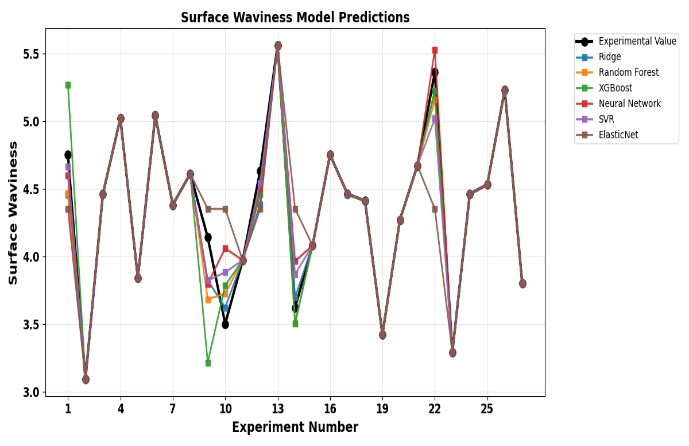 Surface Waviness Model Predictions
Surface Waviness
5.5
5.0
4.5
4.0
3.5
3.0
1 4 7 10 13 16 19 22 25
Experiment Number
Experimental Value
Ridge
Random Forest
XGBoost
Neural Network
SVR
ElasticNet